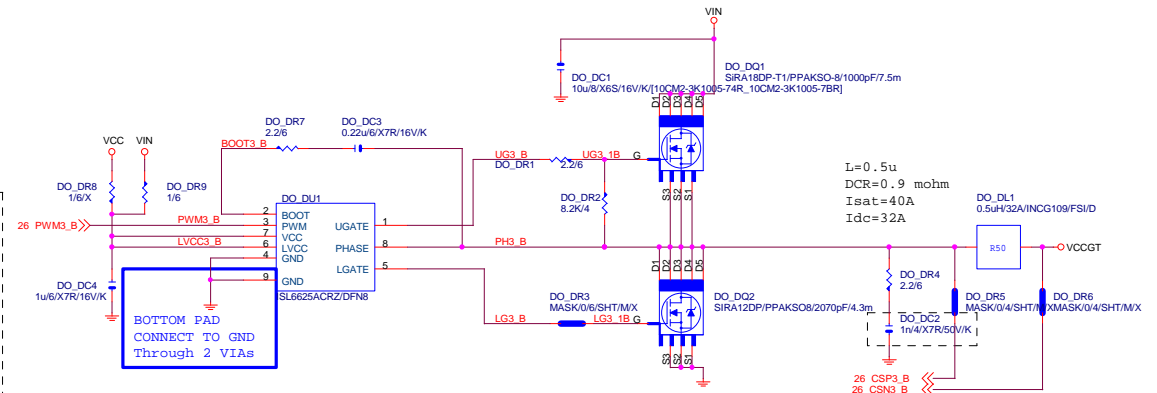 VIN
DO_DQ1
SiRA18DP-T1/PPAKSO-8/1000pF/7.5m
DO_DC1
10u/8/X6S/16V/K/[10CM2-3K1005-74R_10CM2-3K1005-7BR]
D1
D2
D3
D4
D5
DO_DR7
2.2/6
DO_DC3
0.22u/6/X7R/16V/K
VCC
VIN
BOOT3_B
UG3_B
DO_DR1
2.2/6
UG3_1B
G
S3
S2
S1
L=0.5u
DCR=0.9 mohm
Isat=40A
Idc=32A
DO_DR8
1/6/X
DO_DR9
1/6
DO_DU1
DO_DR2
8.2K/4
DO_DL1
0.5uH/32A/INCG109/FSI/D
2
BOOT
26 PWM3_B
PWM3_B
3
PWM
UGATE
1
7
VCC
LVCC3_B
6
LVCC
PHASE
8
PH3_B
R50
VCCGT
4
GND
LGATE
5
9
GND
ISL6625ACRZ/DFN8
D1
D2
D3
D4
D5
DO_DC4
1u/6/X7R/16V/K
DO_DR3
MASK/0/6/SHT/M/X
LG3_B
LG3_1B
G
DO_DQ2
SIRA12DP/PPAKSO8/2070pF/4.3m
DO_DR4
2.2/6
DO_DR5
MASK/0/4/SHT/M/X
DO_DR6
MASK/0/4/SHT/M/X
DO_DC2
1n/4/X7R/50V/K
BOTTOM PAD
CONNECT TO GND
Through 2 VIAs
S3
S2
S1
26 CSP3_B
26 CSN3_B